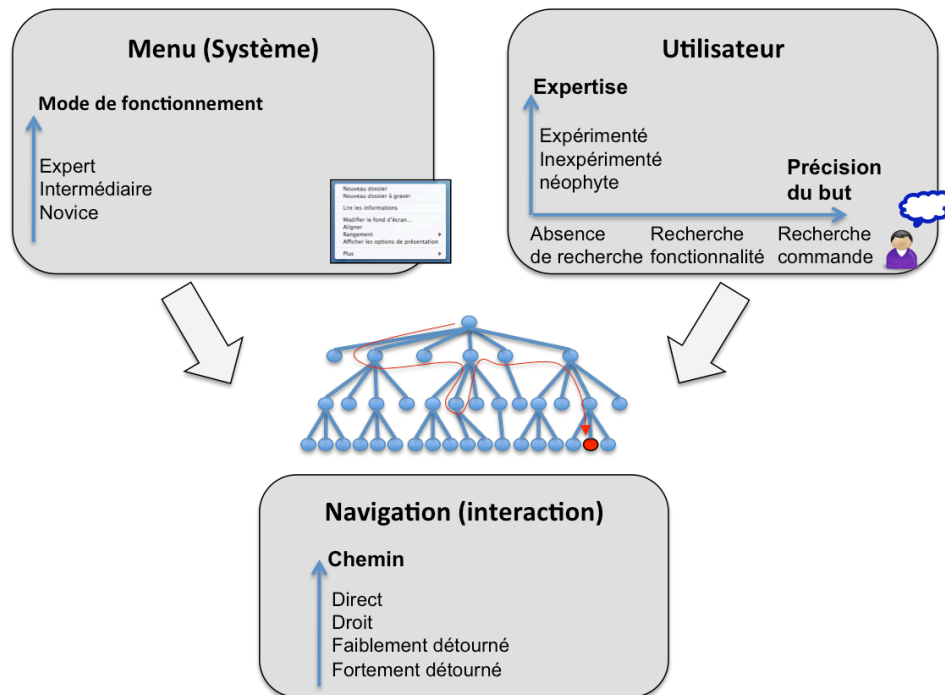 Menu (Système)
Mode de fonctionnement
Expert
Intermédiaire
Novice
Nouveau dossier
Nouveau dossier à graver
Lire les informations
Modifier le fond d'écran...
Aligner
Rangement
Afficher les options de présentation
Plus
Utilisateur
Expertise
Expérimenté
Inexpérimenté
néophyte
Précision
du but
Absence
de recherche
Recherche
fonctionnalité
Recherche
commande
Navigation (interaction)
Chemin
Direct
Droit
Faiblement détourné
Fortement détourné